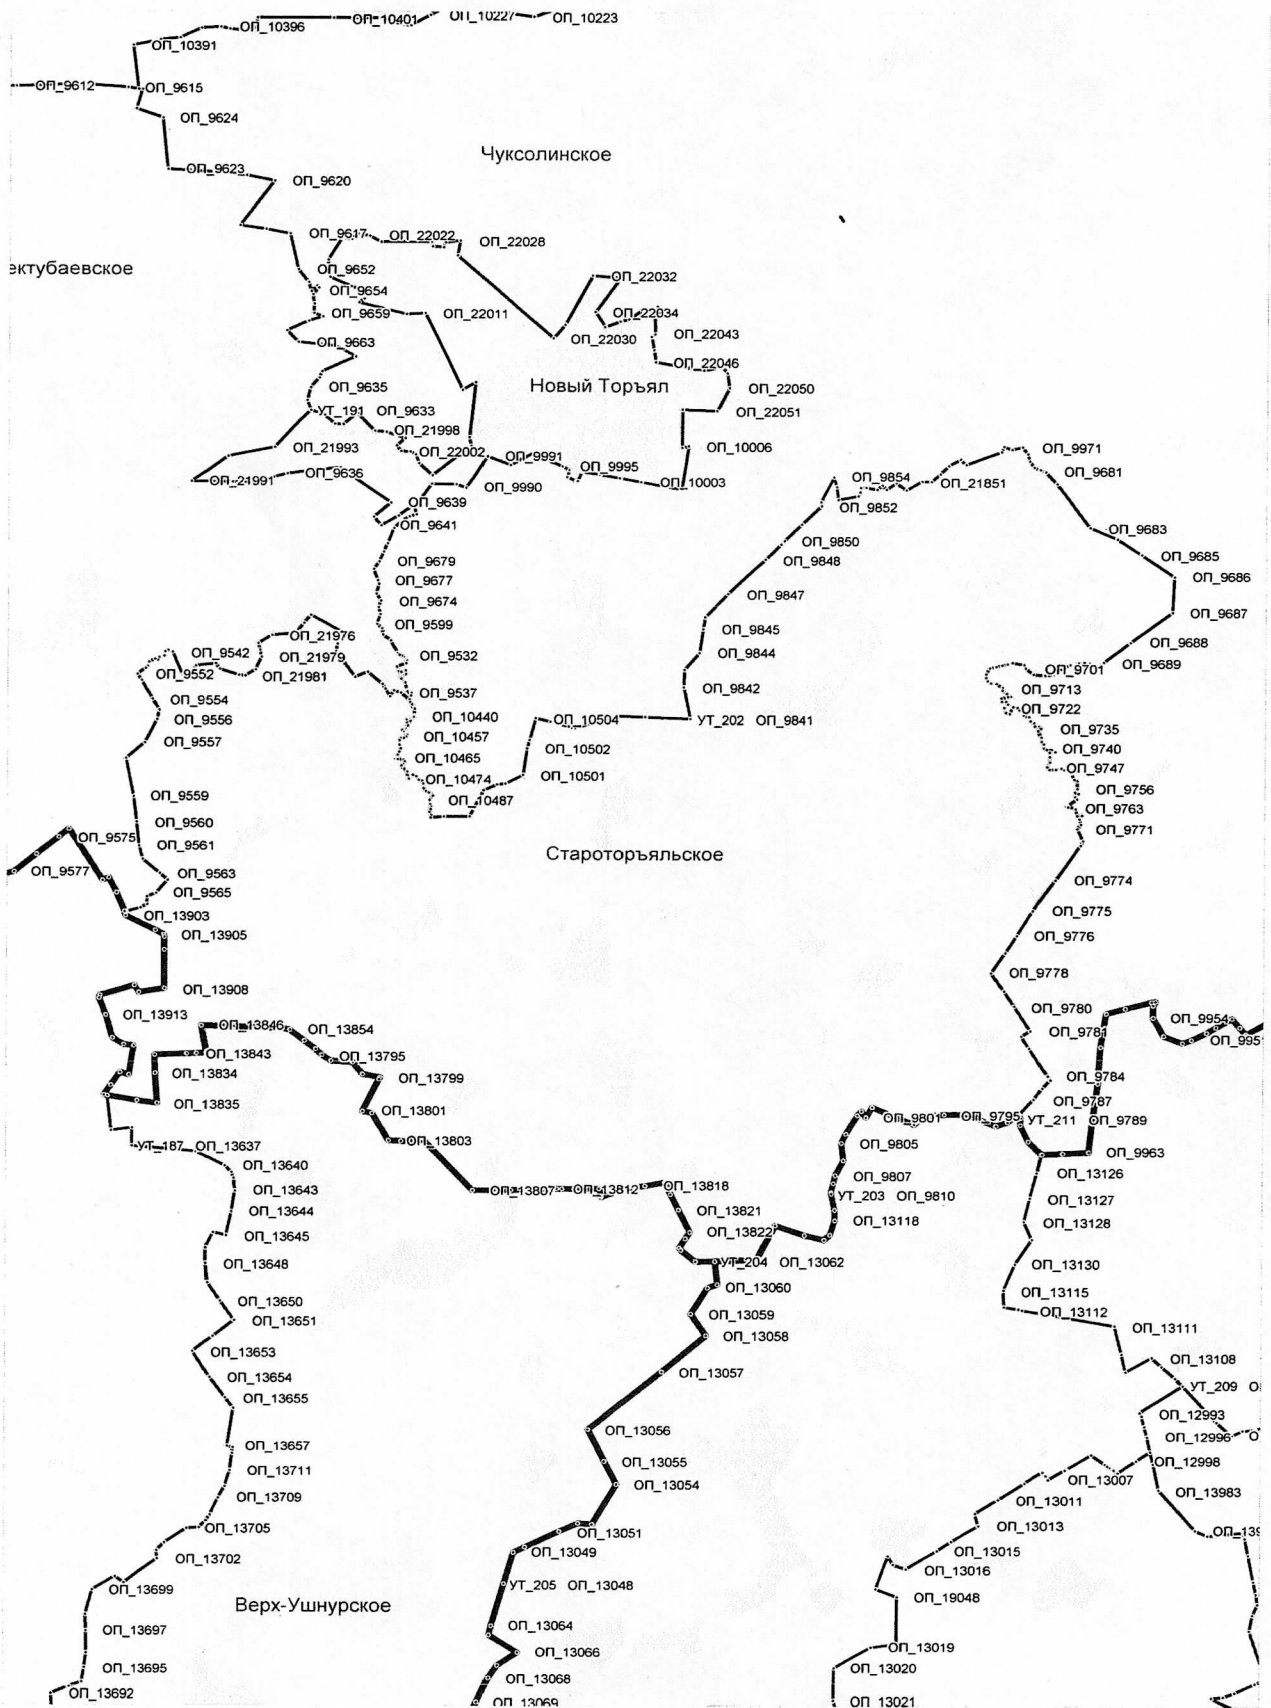 ОП_10401 ОП_10227 ОП_10223
ОП_10396
ОП_10391
ОП_9612 ОП_9615
ОП_9624
Чуксолинское
ОП_9623
ОП_9620
ОП_9617 ОП_22022 ОП_22028
ектубаевское
ОП_9652
ОП_22032
ОП_9654
ОП_9659 ОП_22011 ОП_22034
ОП_22030 ОП_22043
ОП_9663
ОП_22046
Новый Торъял
ОП_9635 ОП_22050
УТ_191 ОП_9633 ОП_22051
ОП_21998
ОП_21993 ОП_22002 ОП_9991 ОП_10006 ОП_9971
ОП_21991 ОП_9636 ОП_9995 ОП_9854 ОП_9681
ОП_9990 ОП_10003 ОП_21851
ОП_9639 ОП_9852
ОП_9641 ОП_9683
ОП_9850
ОП_9679 ОП_9848 ОП_9685
ОП_9677 ОП_9686
ОП_9674 ОП_9847
ОП_9599 ОП_9687
ОП_21976 ОП_9845
ОП_9542 ОП_21979 ОП_9532 ОП_9844 ОП_9688
ОП_9552 ОП_21981 ОП_9701 ОП_9689
ОП_9554 ОП_9537 ОП_9842 ОП_9713
ОП_9556 ОП_10440 ОП_10504 УТ_202 ОП_9841 ОП_9722
ОП_9557 ОП_10457 ОП_10502 ОП_9735
ОП_10465 ОП_9740
ОП_10474 ОП_10501 ОП_9747
ОП_9559 ОП_10487 ОП_9756
ОП_9560 ОП_9763
ОП_9575 ОП_9561 ОП_9771
Староторъяльское
ОП_9577 ОП_9563 ОП_9774
ОП_9565
ОП_13903 ОП_9775
ОП_13905 ОП_9776
ОП_9778
ОП_13908
ОП_13913 ОП_9780
ОП_13846 ОП_13854 ОП_9781 ОП_9954
ОП_13843 ОП_13795 ОП_995
ОП_13834 ОП_13799 ОП_9784
ОП_13835 ОП_13801 ОП_9787
ОП_9801 ОП_9795 УТ_211 ОП_9789
УТ_187 ОП_13637 ОП_13803 ОП_9805 ОП_9963
ОП_13640 ОП_9807 ОП_13126
ОП_13643 ОП_13807 ОП_13812 ОП_13818 УТ_203 ОП_9810
ОП_13644 ОП_13821 ОП_13127
ОП_13645 ОП_13822 ОП_13118 ОП_13128
ОП_13648 УТ_204 ОП_13062 ОП_13130
ОП_13650 ОП_13060 ОП_13115
ОП_13651 ОП_13059 ОП_13112
ОП_13653 ОП_13058 ОП_13111
ОП_13654 ОП_13057 ОП_13108
ОП_13655 УТ_209 О
ОП_13056 ОП_12993
ОП_13657 ОП_12996 О
ОП_13711 ОП_13055 ОП_12998
ОП_13709 ОП_13054 ОП_13007 ОП_13983
ОП_13011
ОП_13705 ОП_13051 ОП_13013 ОП_139
ОП_13702 ОП_13049 ОП_13015
ОП_13699 УТ_205 ОП_13048 ОП_13016
Верх-Ушнурское ОП_19048
ОП_13697 ОП_13064
ОП_13066 ОП_13019
ОП_13695 ОП_13068 ОП_13020
ОП_13692 ОП_13069 ОП_13021